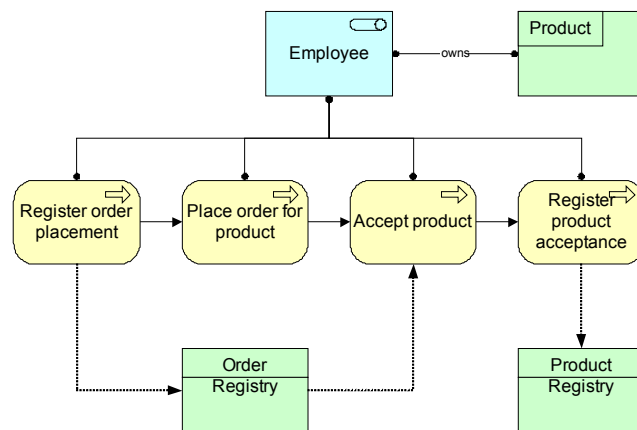 Employee
owns
Product
Register order
placement
Place order for
product
Accept product
Register
product
acceptance
Order
Registry
Product
Registry